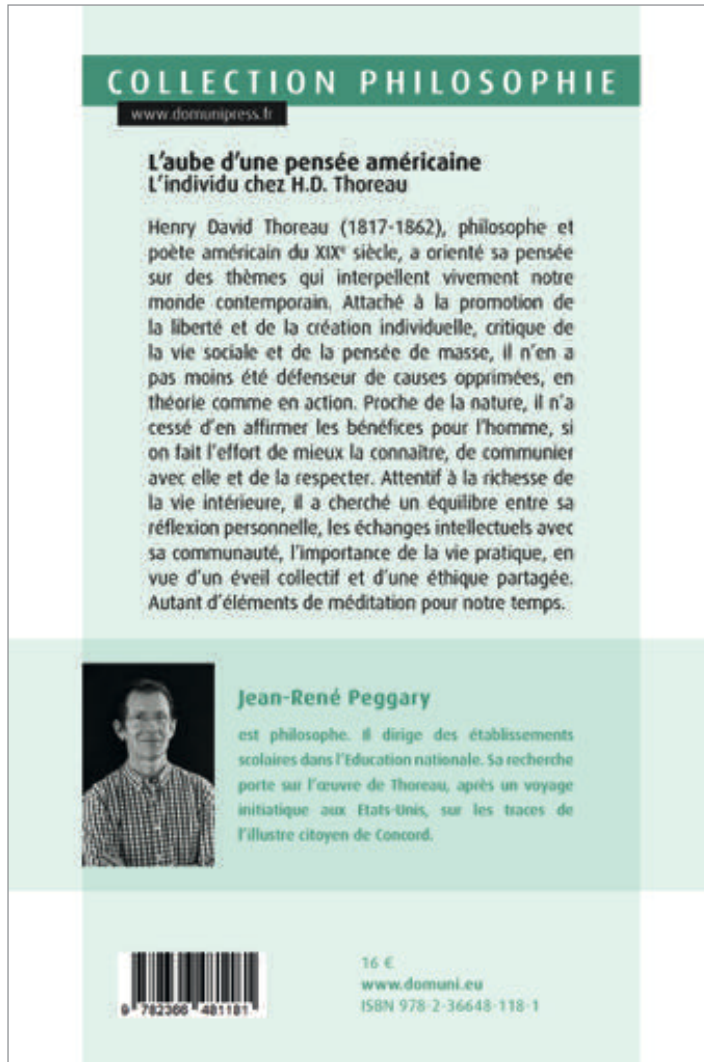 COLLECTION PHILOSOPHIE
www.domunipress.fr
L'aube d'une pensée américaine
L'individu chez H.D. Thoreau
Henry David Thoreau (1817-1862), philosophe et
poète américain du XIXe siècle, a orienté sa pensée
sur des thèmes qui interpellent vivement notre
monde contemporain. Attaché à la promotion de
la liberté et de la création individuelle, critique de
la vie sociale et de la pensée de masse, il n'en a
pas moins été défenseur de causes opprimées, en
théorie comme en action. Proche de la nature, il n'a
cessé d'en affirmer les bénéfices pour l'homme, si
on fait l'effort de mieux la connaître, de communier
avec elle et de la respecter. Attentif à la richesse de
la vie intérieure, il a cherché un équilibre entre sa
réflexion personnelle, les échanges intellectuels avec
sa communauté, l'importance de la vie pratique, en
vue d'un éveil collectif et d'une éthique partagée.
Autant d'éléments de méditation pour notre temps.
Jean-René Peggary
est philosophe. Il dirige des établissements
scolaires dans l'Education nationale. Sa recherche
porte sur l'œuvre de Thoreau, après un voyage
initiatique aux Etats-Unis, sur les traces de
l'illustre citoyen de Concord.
16 €
www.domuni.eu
ISBN 978-2-36648-118-1
9 782366 481181